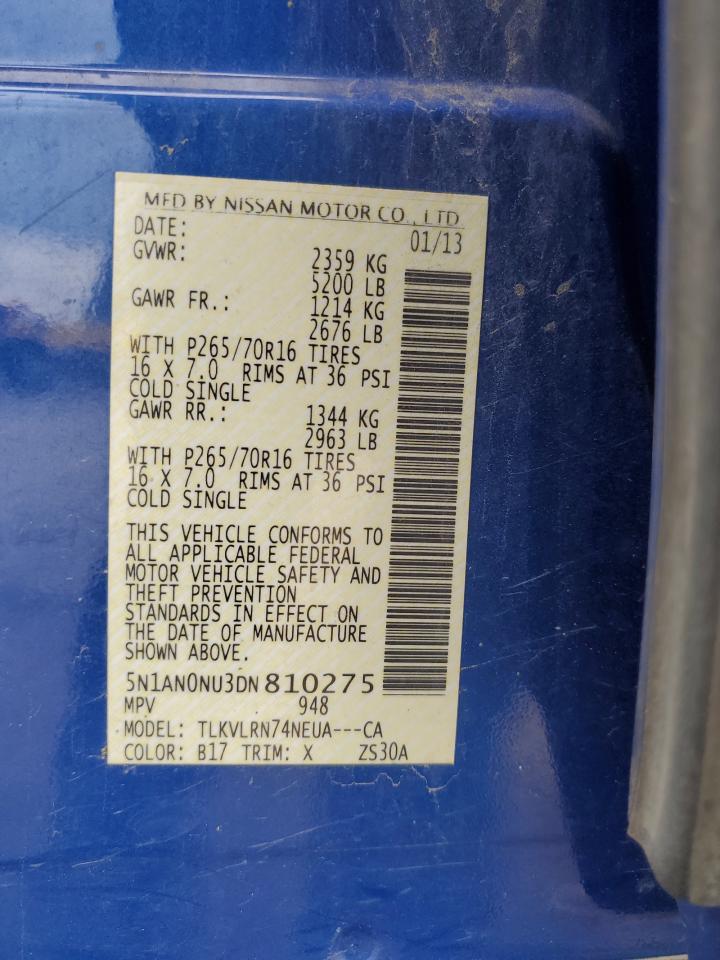 MFD BY NISSAN MOTOR CO., LTD.
DATE: 01/13
GVWR: 2359 KG
5200 LB
GAWR FR.: 1214 KG
2676 LB
WITH P265/70R16 TIRES
16 X 7.0 RIMS AT 36 PSI
COLD SINGLE
GAWR RR.: 1344 KG
2963 LB
WITH P265/70R16 TIRES
16 X 7.0 RIMS AT 36 PSI
COLD SINGLE
THIS VEHICLE CONFORMS TO
ALL APPLICABLE FEDERAL
MOTOR VEHICLE SAFETY AND
THEFT PREVENTION
STANDARDS IN EFFECT ON
THE DATE OF MANUFACTURE
SHOWN ABOVE.
5N1AN0NU3DN810275
MPV 948
MODEL: TLKVLRN74NEUA---CA
COLOR: B17 TRIM: X ZS30A